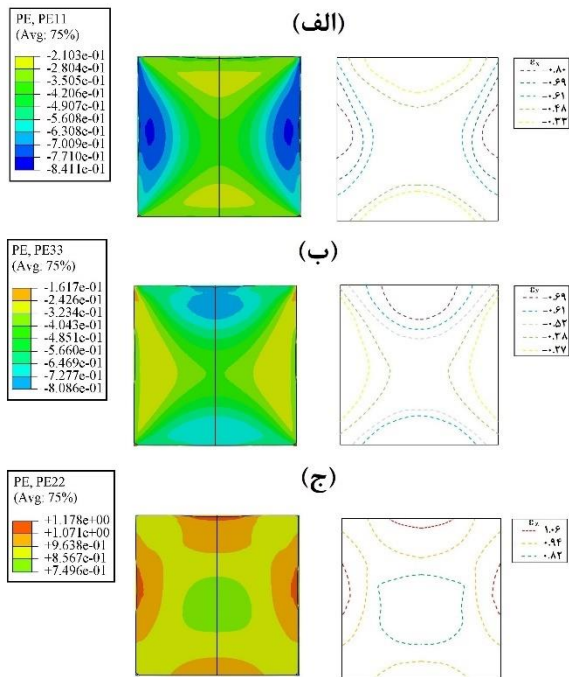 (الف)
PE, PE11
(Avg: 75%)
-2.103e-01
-2.804e-01
-3.505e-01
-4.206e-01
-4.907e-01
-5.608e-01
-6.308e-01
-7.009e-01
-7.710e-01
-8.411e-01
εx
-۰.۸۰
-۰.۶۹
-۰.۶۱
-۰.۴۸
-۰.۳۳
(ب)
PE, PE33
(Avg: 75%)
-1.617e-01
-2.426e-01
-3.234e-01
-4.043e-01
-4.851e-01
-5.660e-01
-6.469e-01
-7.277e-01
-8.086e-01
-۰.۶۹
-۰.۶۱
-۰.۵۲
-۰.۳۸
-۰.۲۷
(ج)
PE, PE22
(Avg: 75%)
+1.178e+00
+1.071e+00
+9.638e-01
+8.567e-01
+7.496e-01
εz
۱.۰۶
۰.۹۴
۰.۸۲